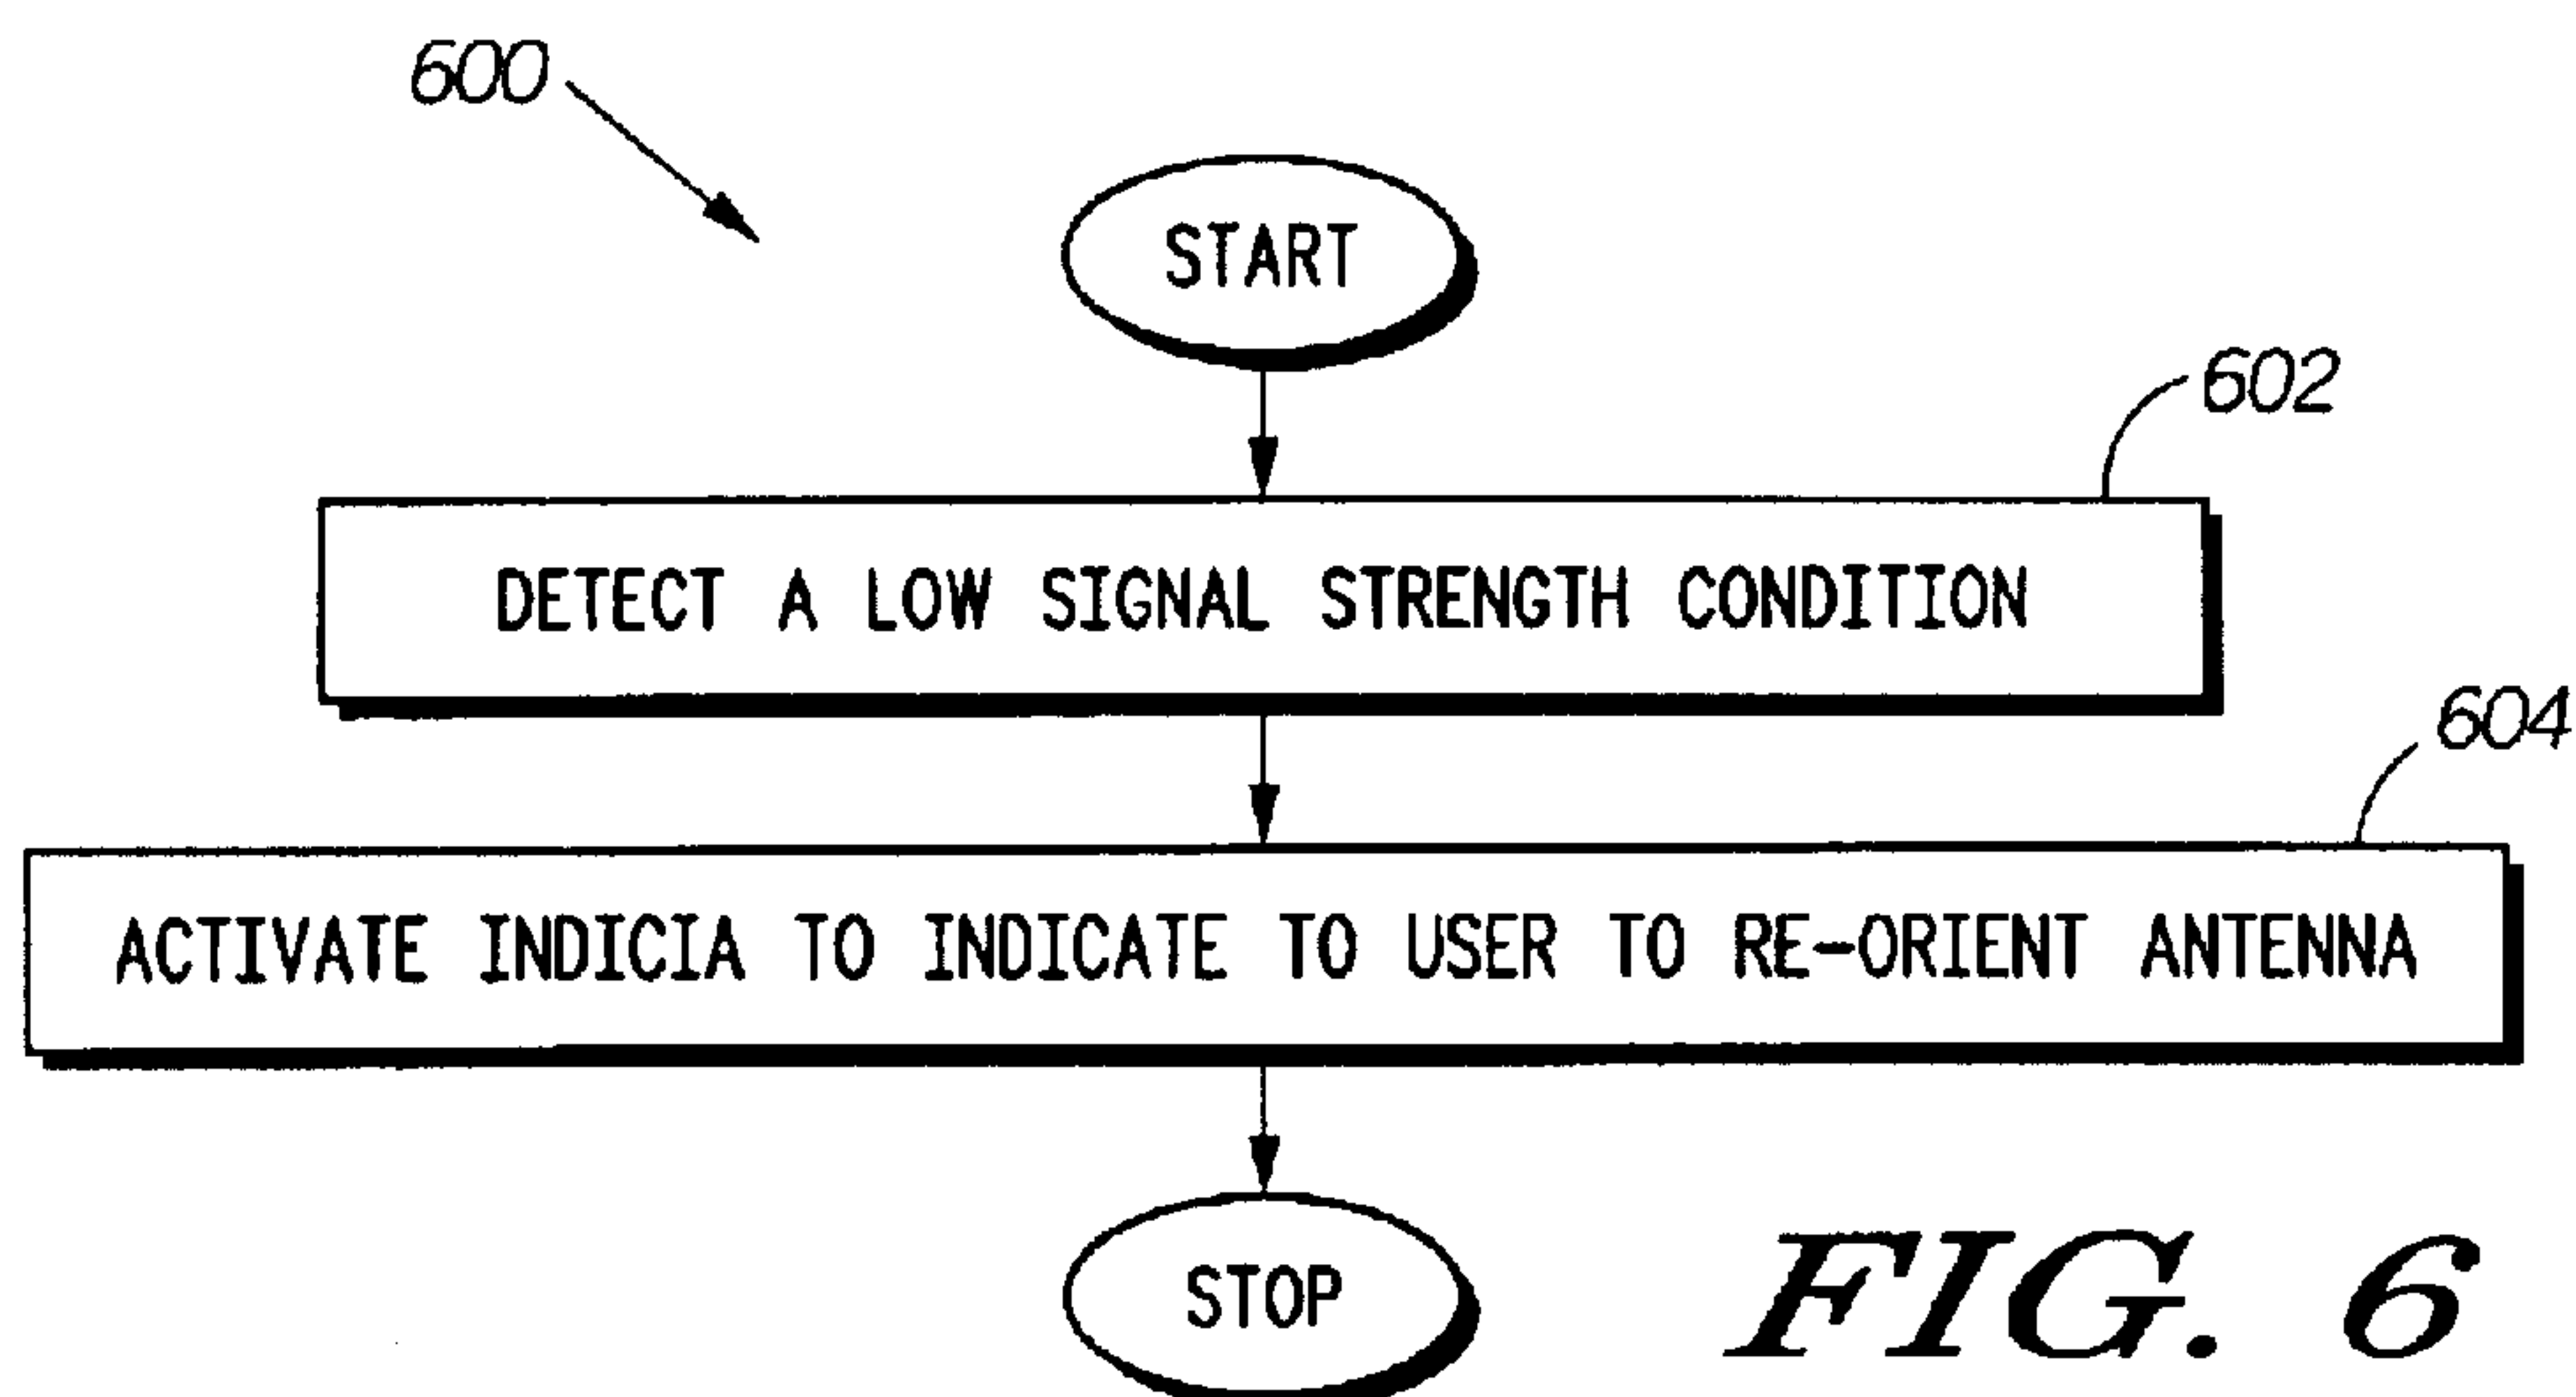 600
START
602
DETECT A LOW SIGNAL STRENGTH CONDITION
604
ACTIVATE INDICIA TO INDICATE TO USER TO RE-ORIENT ANTENNA
STOP
FIG. 6